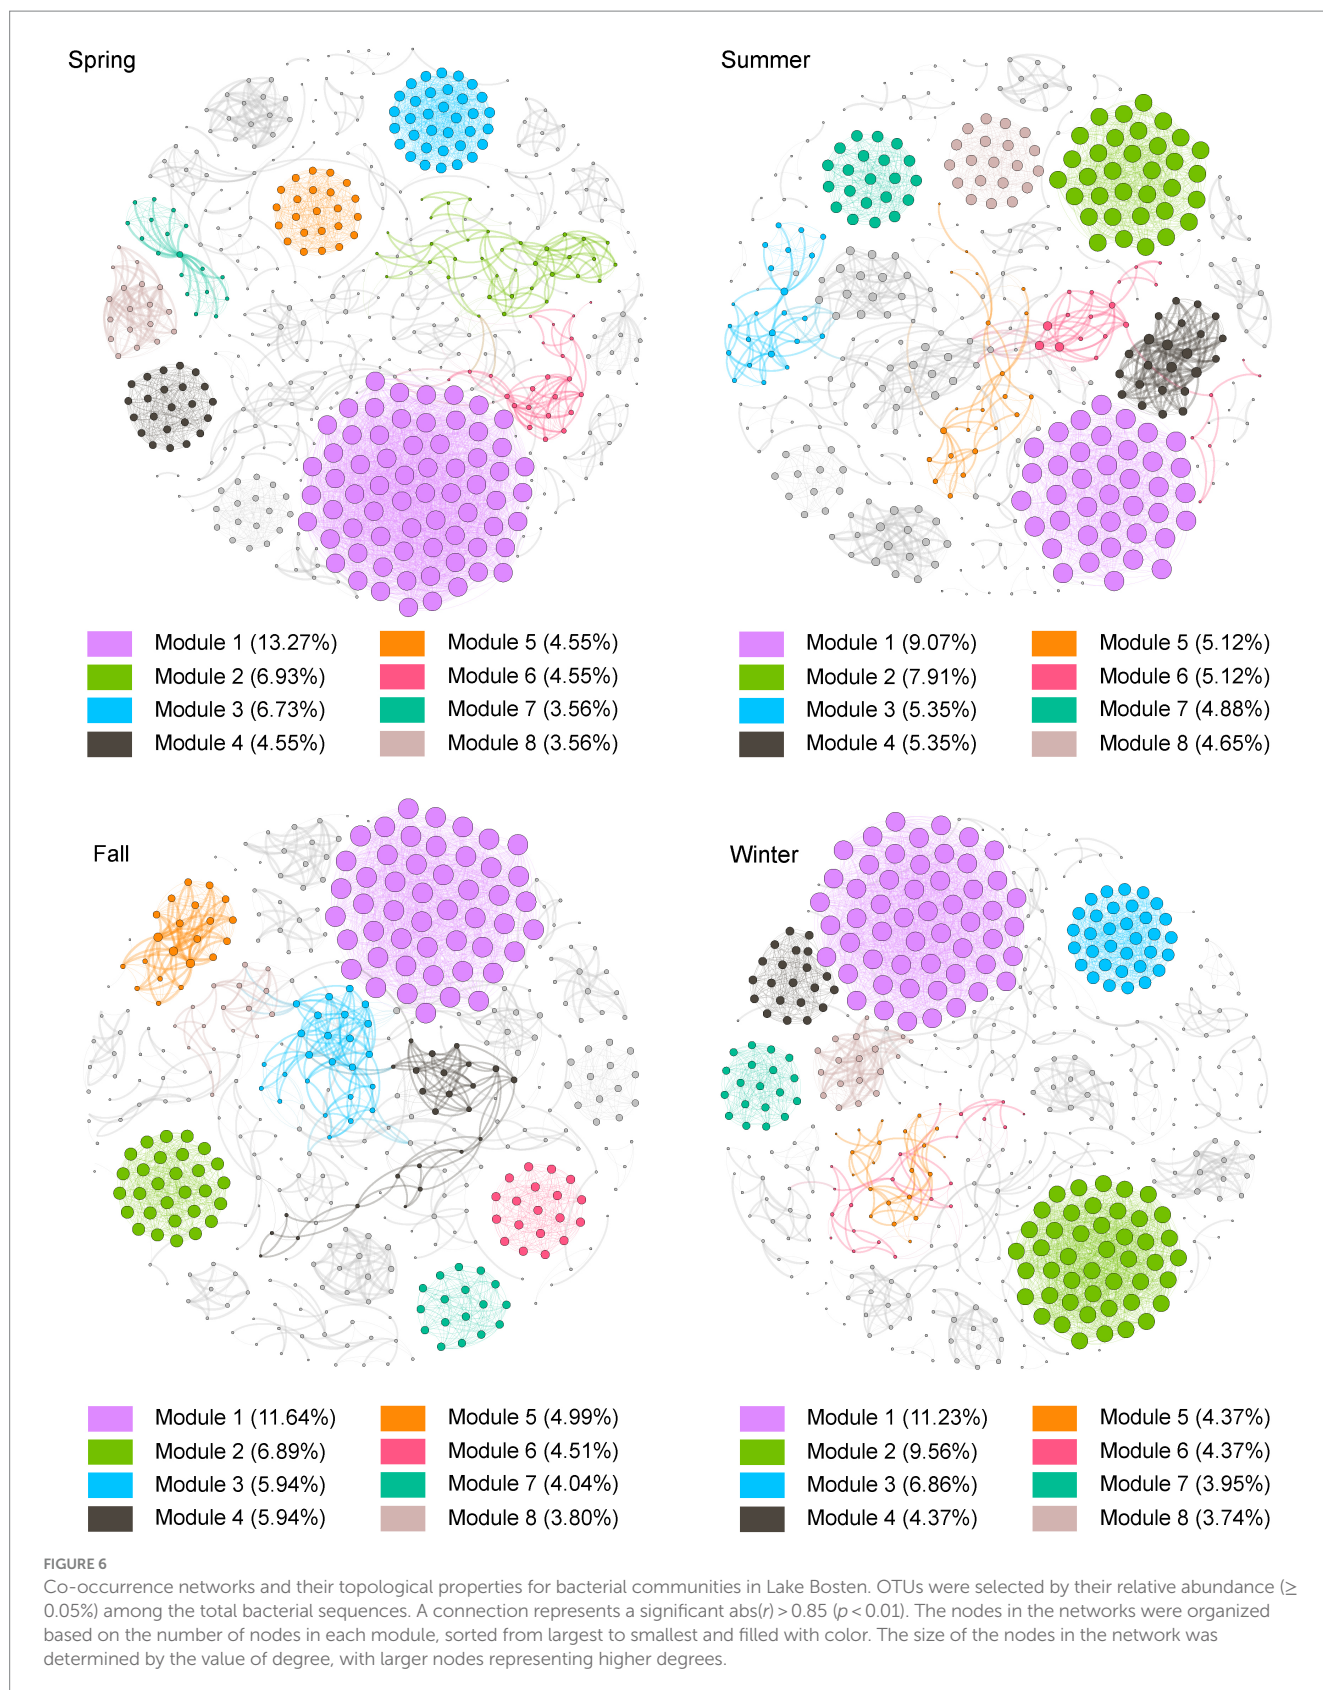 Spring
Summer
Module 1 (13.27%)
Module 2 (6.93%)
Module 3 (6.73%)
Module 4 (4.55%)
Module 5 (4.55%)
Module 6 (4.55%)
Module 7 (3.56%)
Module 8 (3.56%)
Module 1 (9.07%)
Module 2 (7.91%)
Module 3 (5.35%)
Module 4 (5.35%)
Module 5 (5.12%)
Module 6 (5.12%)
Module 7 (4.88%)
Module 8 (4.65%)
Fall
Winter
Module 1 (11.64%)
Module 2 (6.89%)
Module 3 (5.94%)
Module 4 (5.94%)
Module 5 (4.99%)
Module 6 (4.51%)
Module 7 (4.04%)
Module 8 (3.80%)
Module 1 (11.23%)
Module 2 (9.56%)
Module 3 (6.86%)
Module 4 (4.37%)
Module 5 (4.37%)
Module 6 (4.37%)
Module 7 (3.95%)
Module 8 (3.74%)
FIGURE 6
Co-occurrence networks and their topological properties for bacterial communities in Lake Bosten. OTUs were selected by their relative abundance (≥
0.05%) among the total bacterial sequences. A connection represents a significant abs(r) > 0.85 (p < 0.01). The nodes in the networks were organized
based on the number of nodes in each module, sorted from largest to smallest and filled with color. The size of the nodes in the network was
determined by the value of degree, with larger nodes representing higher degrees.